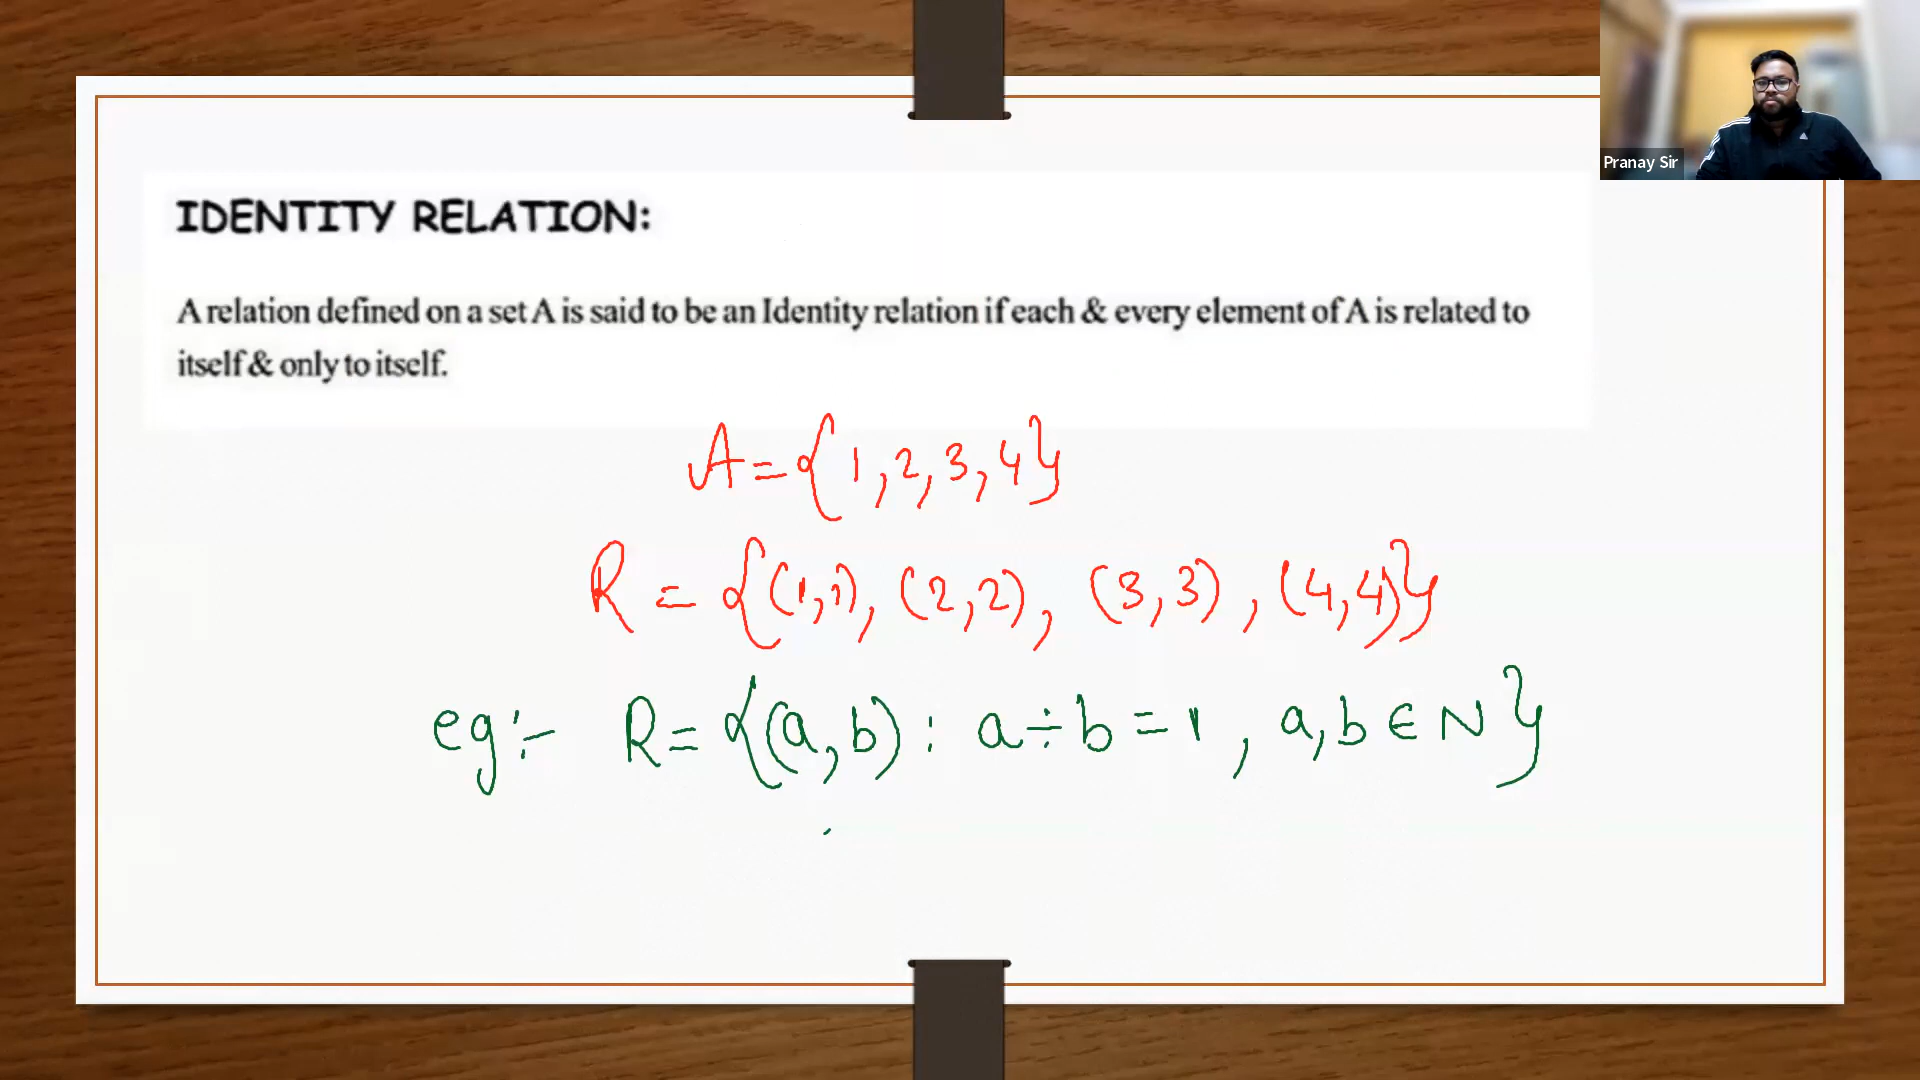 Pranay Sir
IDENTITY RELATION:
A relation defined on a set A is said to be an Identity relation if each & every element of A is related to
itself & only to itself.
A = {1, 2, 3, 4}
R = {(1,1), (2,2), (3,3), (4,4)}
eg:- R = {(a,b) : a ÷ b = 1, a,b ∈ N}